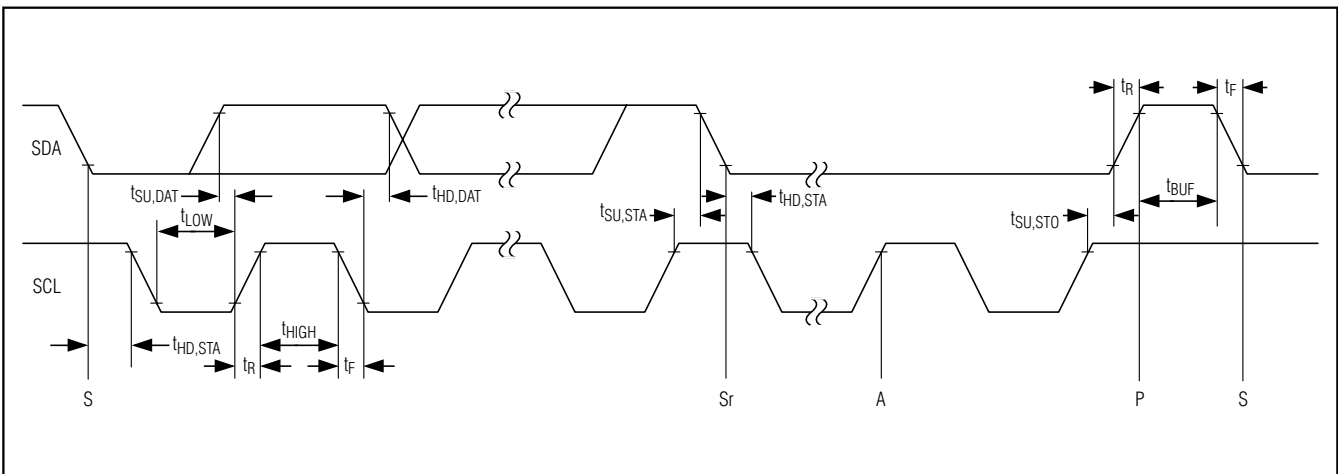 tR
tF
SDA
tSU,DAT
tHD,DAT
tLOW
tSU,STA
tHD,STA
tBUF
tSU,STO
SCL
tHIGH
tHD,STA
tR
tF
S
Sr
A
P
S